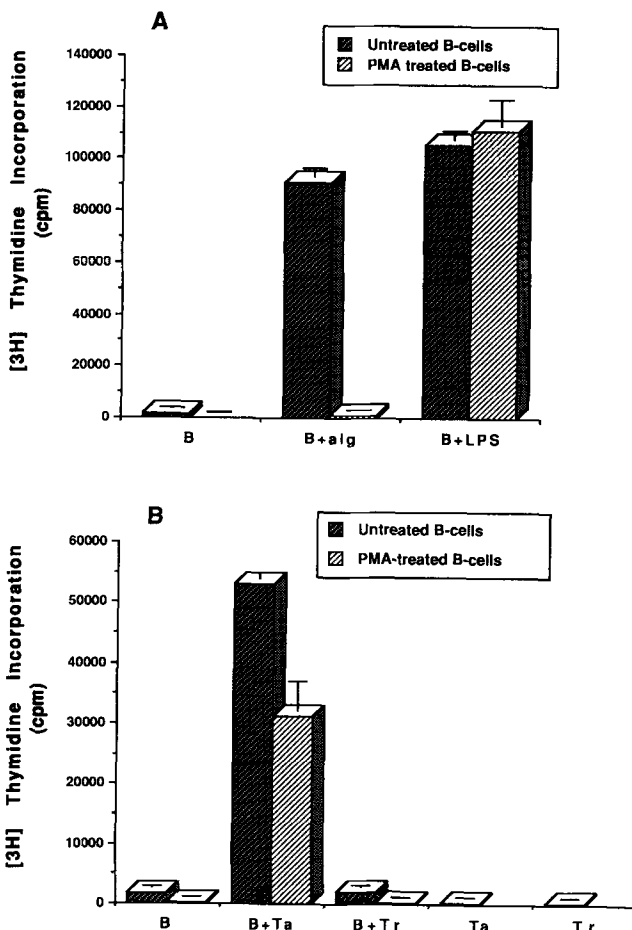 A
Untreated B-cells
PMA treated B-cells
[3H] Thymidine Incorporation
(cpm)
140000
120000
100000
80000
60000
40000
20000
0
B
B+aIg
B+LPS
B
Untreated B-cells
PMA-treated B-cells
[3H] Thymidine Incorporation
(cpm)
60000
50000
40000
30000
20000
10000
0
B
B+Ta
B+Tr
Ta
Tr